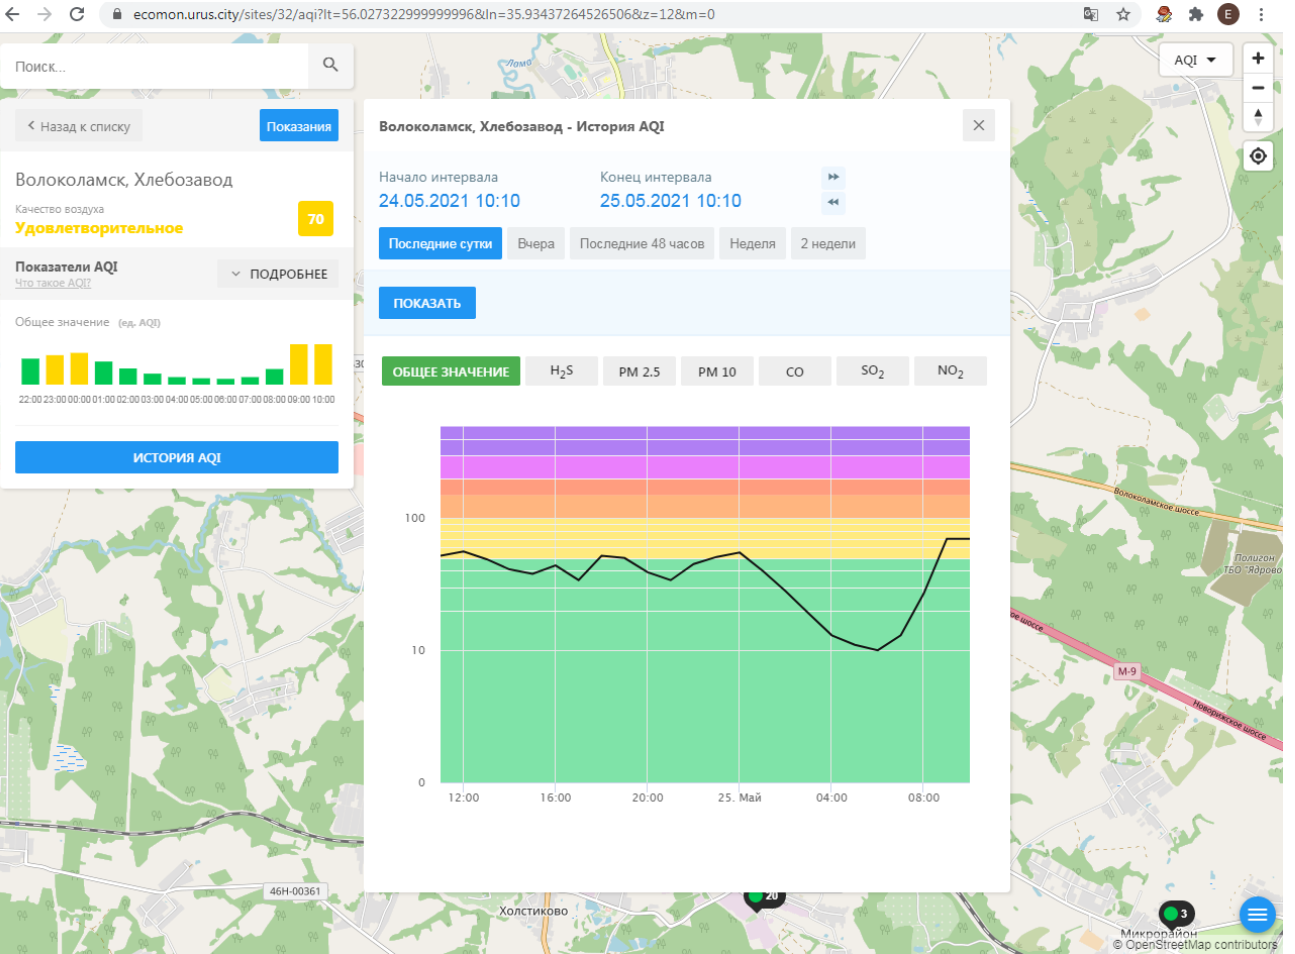 ecomon.urus.city/sites/32/aqi?lt=56.027322999999996&ln=35.93437264526506&z=12&m=0
E
Поиск...
AQI
Лома
Назад к списку
Показания
Волоколамск, Хлебозавод
Качество воздуха
Удовлетворительное
70
Показатели AQI
Что такое AQI?
ПОДРОБНЕЕ
Общее значение (ед. AQI)
22:00 23:00 00:00 01:00 02:00 03:00 04:00 05:00 06:00 07:00 08:00 09:00 10:00
ИСТОРИЯ AQI
Волоколамск, Хлебозавод - История AQI
Начало интервала
Конец интервала
24.05.2021 10:10
25.05.2021 10:10
Последние сутки
Вчера
Последние 48 часов
Неделя
2 недели
ПОКАЗАТЬ
ОБЩЕЕ ЗНАЧЕНИЕ
H2S
PM 2.5
PM 10
CO
SO2
NO2
100
10
0
12:00
16:00
20:00
25. Май
04:00
08:00
Волоколамское шоссе
Полигон
ТБО "Ядрово
М-9
Новорижское шоссе
46Н-00361
Холстиково
20
3
Микрорайон
© OpenStreetMap contributors